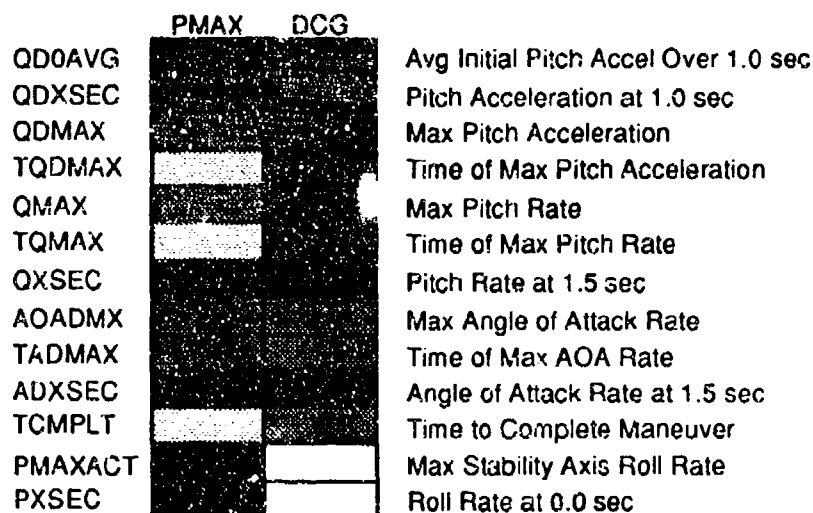 PMAX DCG
QD0AVG Avg Initial Pitch Accel Over 1.0 sec
QDXSEC Pitch Acceleration at 1.0 sec
QDMAX Max Pitch Acceleration
TQDMAX Time of Max Pitch Acceleration
QMAX Max Pitch Rate
TQMAX Time of Max Pitch Rate
QXSEC Pitch Rate at 1.5 sec
AOADMX Max Angle of Attack Rate
TADMAX Time of Max AOA Rate
ADXSEC Angle of Attack Rate at 1.5 sec
TCMPLT Time to Complete Maneuver
PMAXACT Max Stability Axis Roll Rate
PXSEC Roll Rate at 0.0 sec